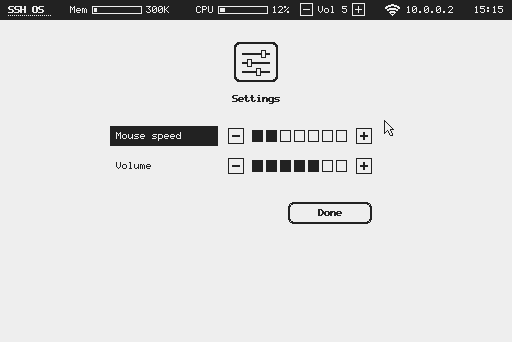 SSH OS Mem 300K CPU 12% − Vol 5 + 10.0.0.2 15:15
Settings
Mouse speed − +
Volume − +
Done